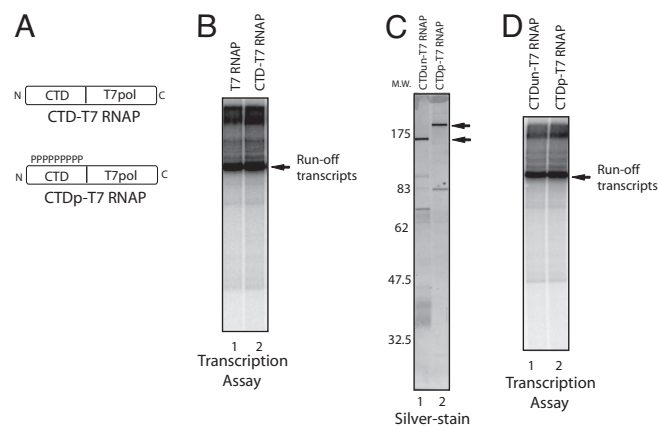 A
N CTD T7pol C
CTD-T7 RNAP
PPPPPPPPP
N CTD T7pol C
CTDp-T7 RNAP
B
T7 RNAP
CTD-T7 RNAP
Run-off
transcripts
1 2
Transcription
Assay
C
M.W.
CTDun-T7 RNAP
CTDp-T7 RNAP
175
83
62
47.5
32.5
1 2
Silver-stain
D
CTDun-T7 RNAP
CTDp-T7 RNAP
Run-off
transcripts
1 2
Transcription
Assay